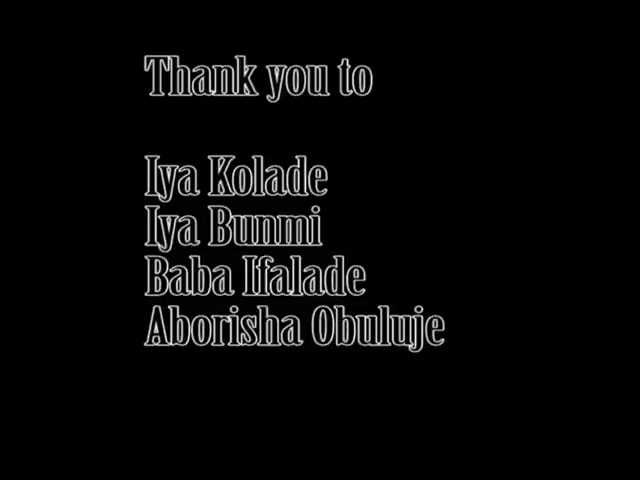 Thank you to
Iya Kolade
Iya Bunmi
Baba Ifalade
Aborisha Obuluje